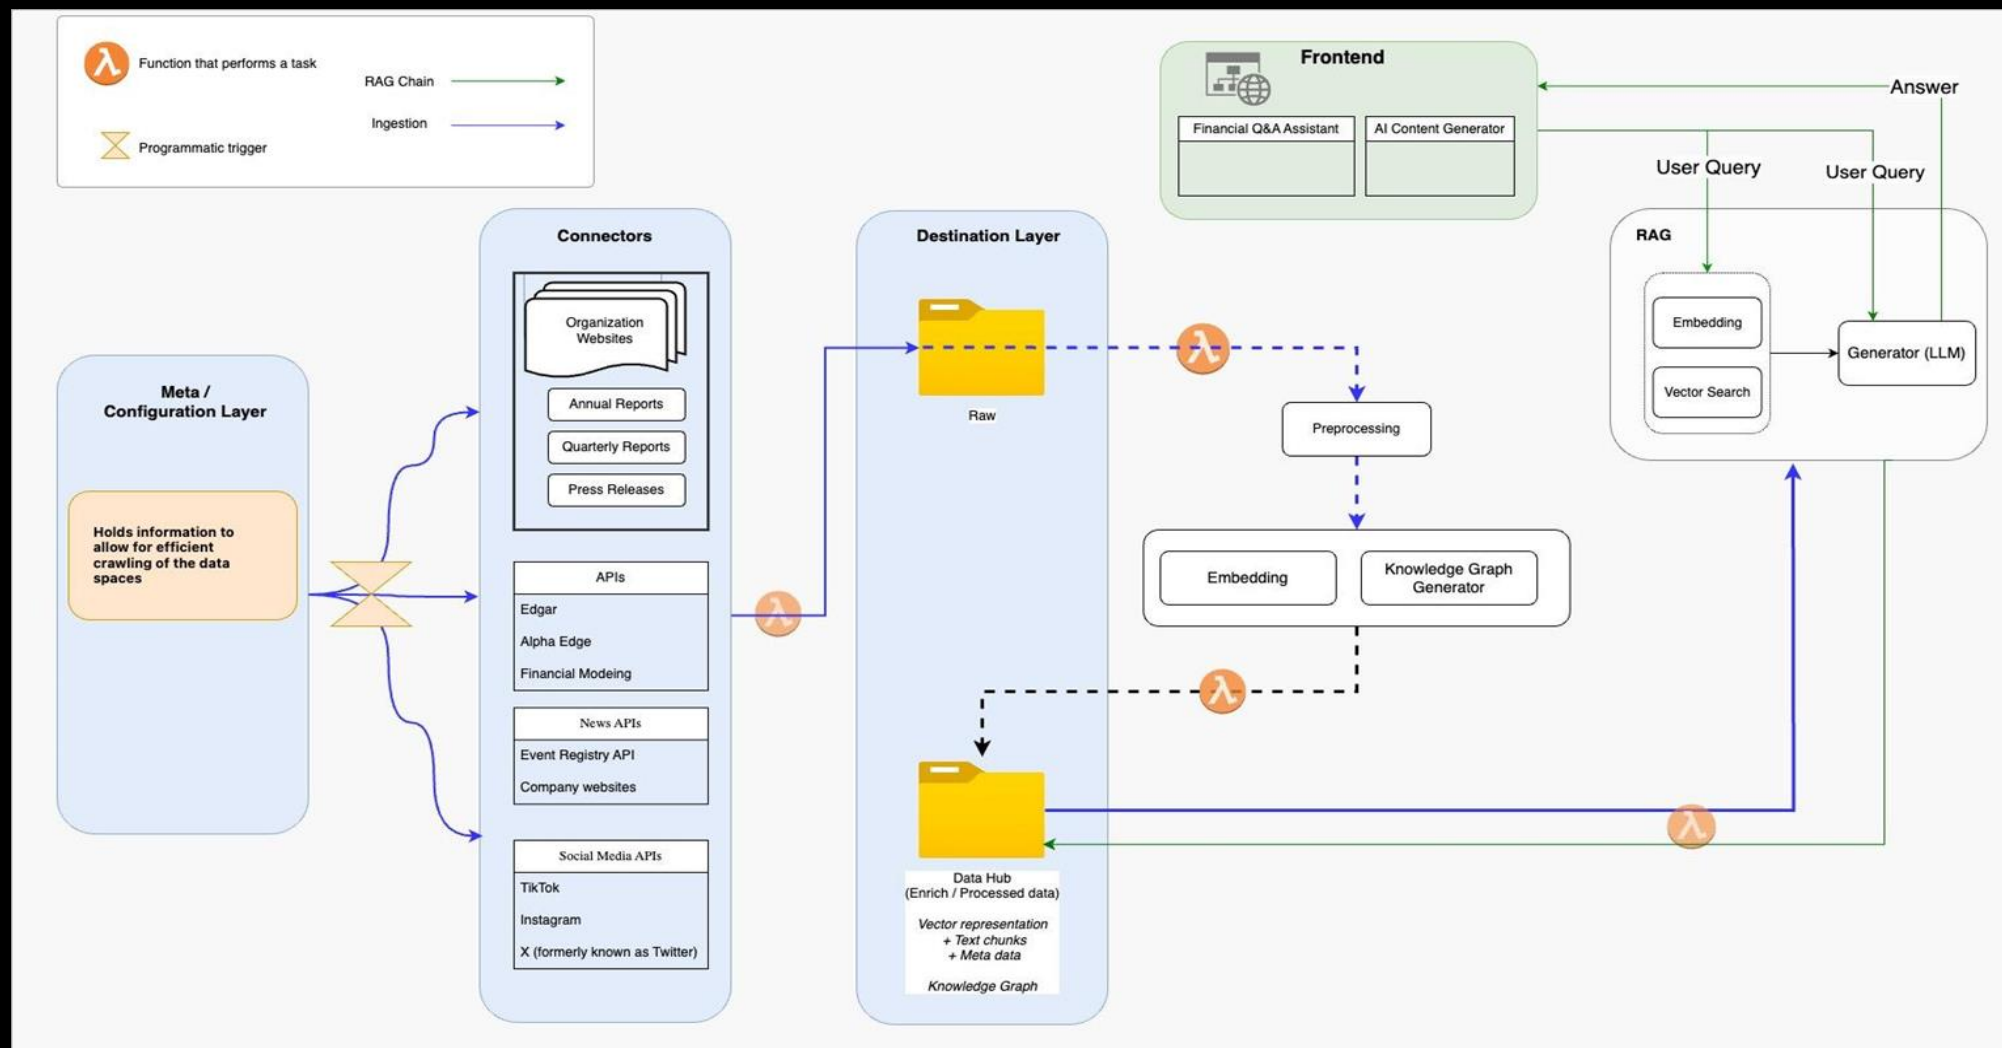 Function that performs a task
RAG Chain
Ingestion
Programmatic trigger
Meta /
Configuration Layer
Holds information to
allow for efficient
crawling of the data
spaces
Connectors
Organization
Websites
Annual Reports
Quarterly Reports
Press Releases
APIs
Edgar
Alpha Edge
Financial Modeing
News APIs
Event Registry API
Company websites
Social Media APIs
TikTok
Instagram
X (formerly known as Twitter)
Destination Layer
Raw
Data Hub
(Enrich / Processed data)
Vector representation
+ Text chunks
+ Meta data
Knowledge Graph
Preprocessing
Embedding
Knowledge Graph
Generator
Frontend
Financial Q&A Assistant
AI Content Generator
Answer
User Query
User Query
RAG
Embedding
Vector Search
Generator (LLM)